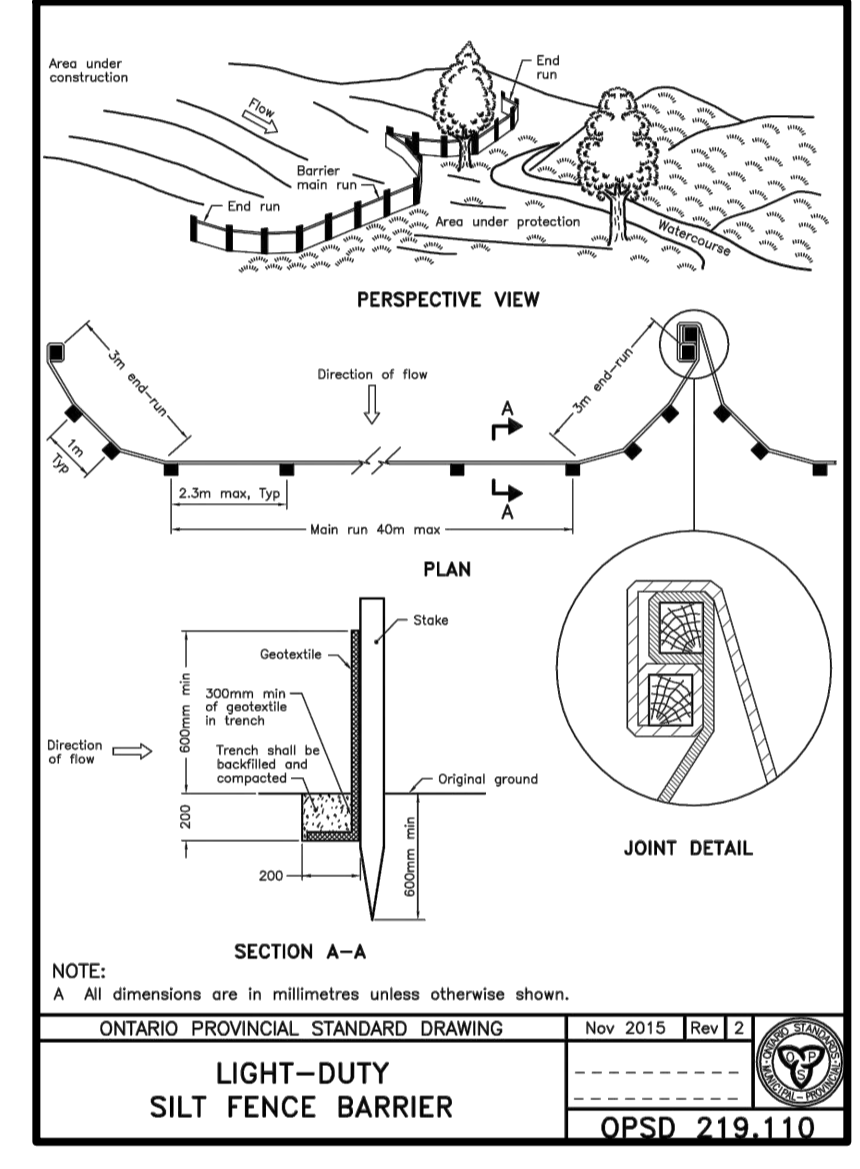 Area under
construction
End
run
Flow
Barrier
main run
End run
Area under protection
Watercourse
PERSPECTIVE VIEW
3m end-run
Direction of flow
3m end-run
A
1m
Typ
2.3m max, Typ
A
Main run 40m max
PLAN
Stake
Geotextile
600mm min
300mm min
of geotextile
in trench
Direction
of flow
Trench shall be
backfilled and
compacted
Original ground
200
600mm min
200
JOINT DETAIL
SECTION A-A
NOTE:
A All dimensions are in millimetres unless otherwise shown.
ONTARIO PROVINCIAL STANDARD DRAWING
Nov 2015
Rev 2
LIGHT-DUTY
SILT FENCE BARRIER
ONTARIO STANDARDS
MUNICIPAL - PROVINCIAL
O P
S
OPSD 219.110